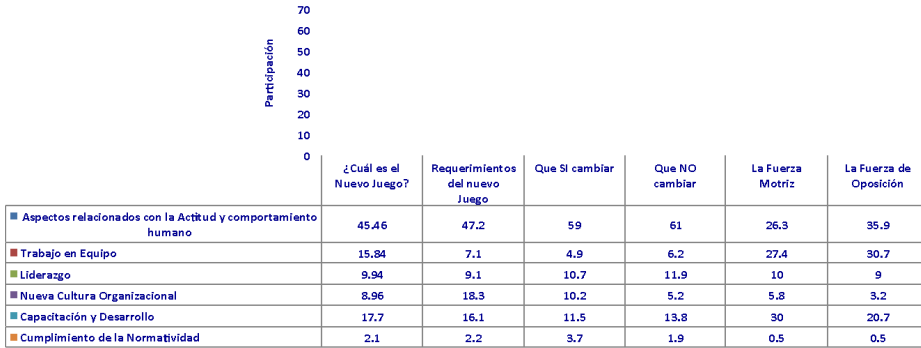 70
60
50
40
30
20
10
0
Participación
¿Cuál es el Nuevo Juego?
Requerimientos del nuevo Juego
Que SI cambiar
Que NO cambiar
La Fuerza Motriz
La Fuerza de Oposición
Aspectos relacionados con la Actitud y comportamiento humano
45.46 47.2 59 61 26.3 35.9
Trabajo en Equipo 15.84 7.1 4.9 6.2 27.4 30.7
Liderazgo 9.94 9.1 10.7 11.9 10 9
Nueva Cultura Organizacional 8.96 18.3 10.2 5.2 5.8 3.2
Capacitación y Desarrollo 17.7 16.1 11.5 13.8 30 20.7
Cumplimiento de la Normatividad 2.1 2.2 3.7 1.9 0.5 0.5